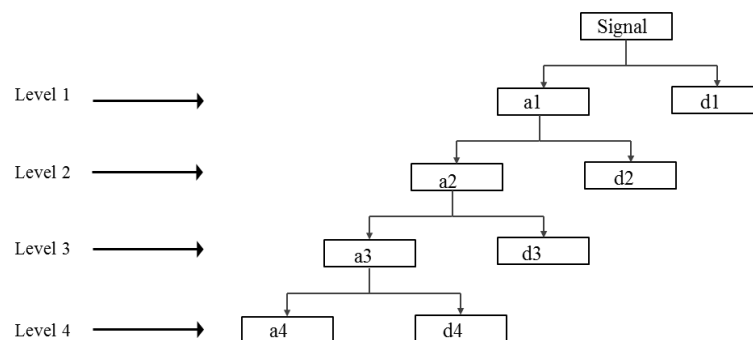 Signal
Level 1
a1
d1
Level 2
a2
d2
Level 3
a3
d3
Level 4
a4
d4